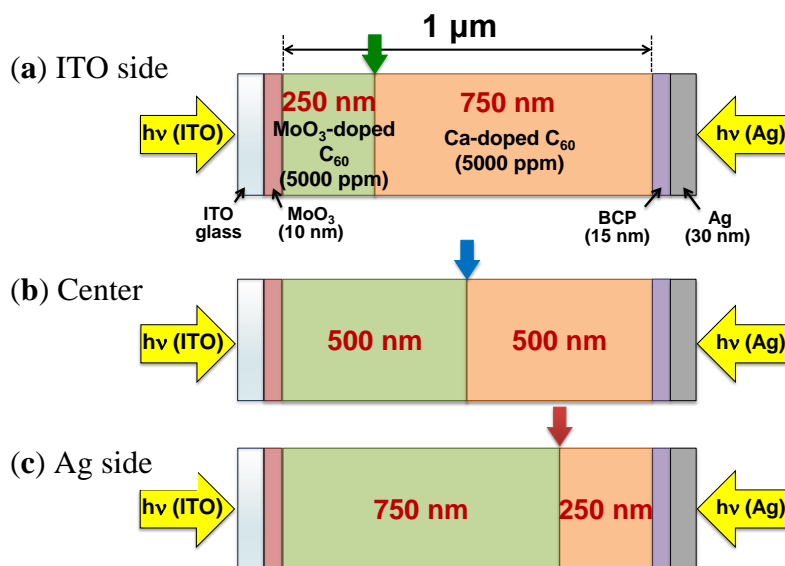 1 µm
(a) ITO side
250 nm
750 nm
hν (ITO)
MoO₃-doped
C₆₀
(5000 ppm)
Ca-doped C₆₀
(5000 ppm)
hν (Ag)
ITO
glass
MoO₃
(10 nm)
BCP
(15 nm)
Ag
(30 nm)
(b) Center
hν (ITO)
500 nm
500 nm
hν (Ag)
(c) Ag side
hν (ITO)
750 nm
250 nm
hν (Ag)